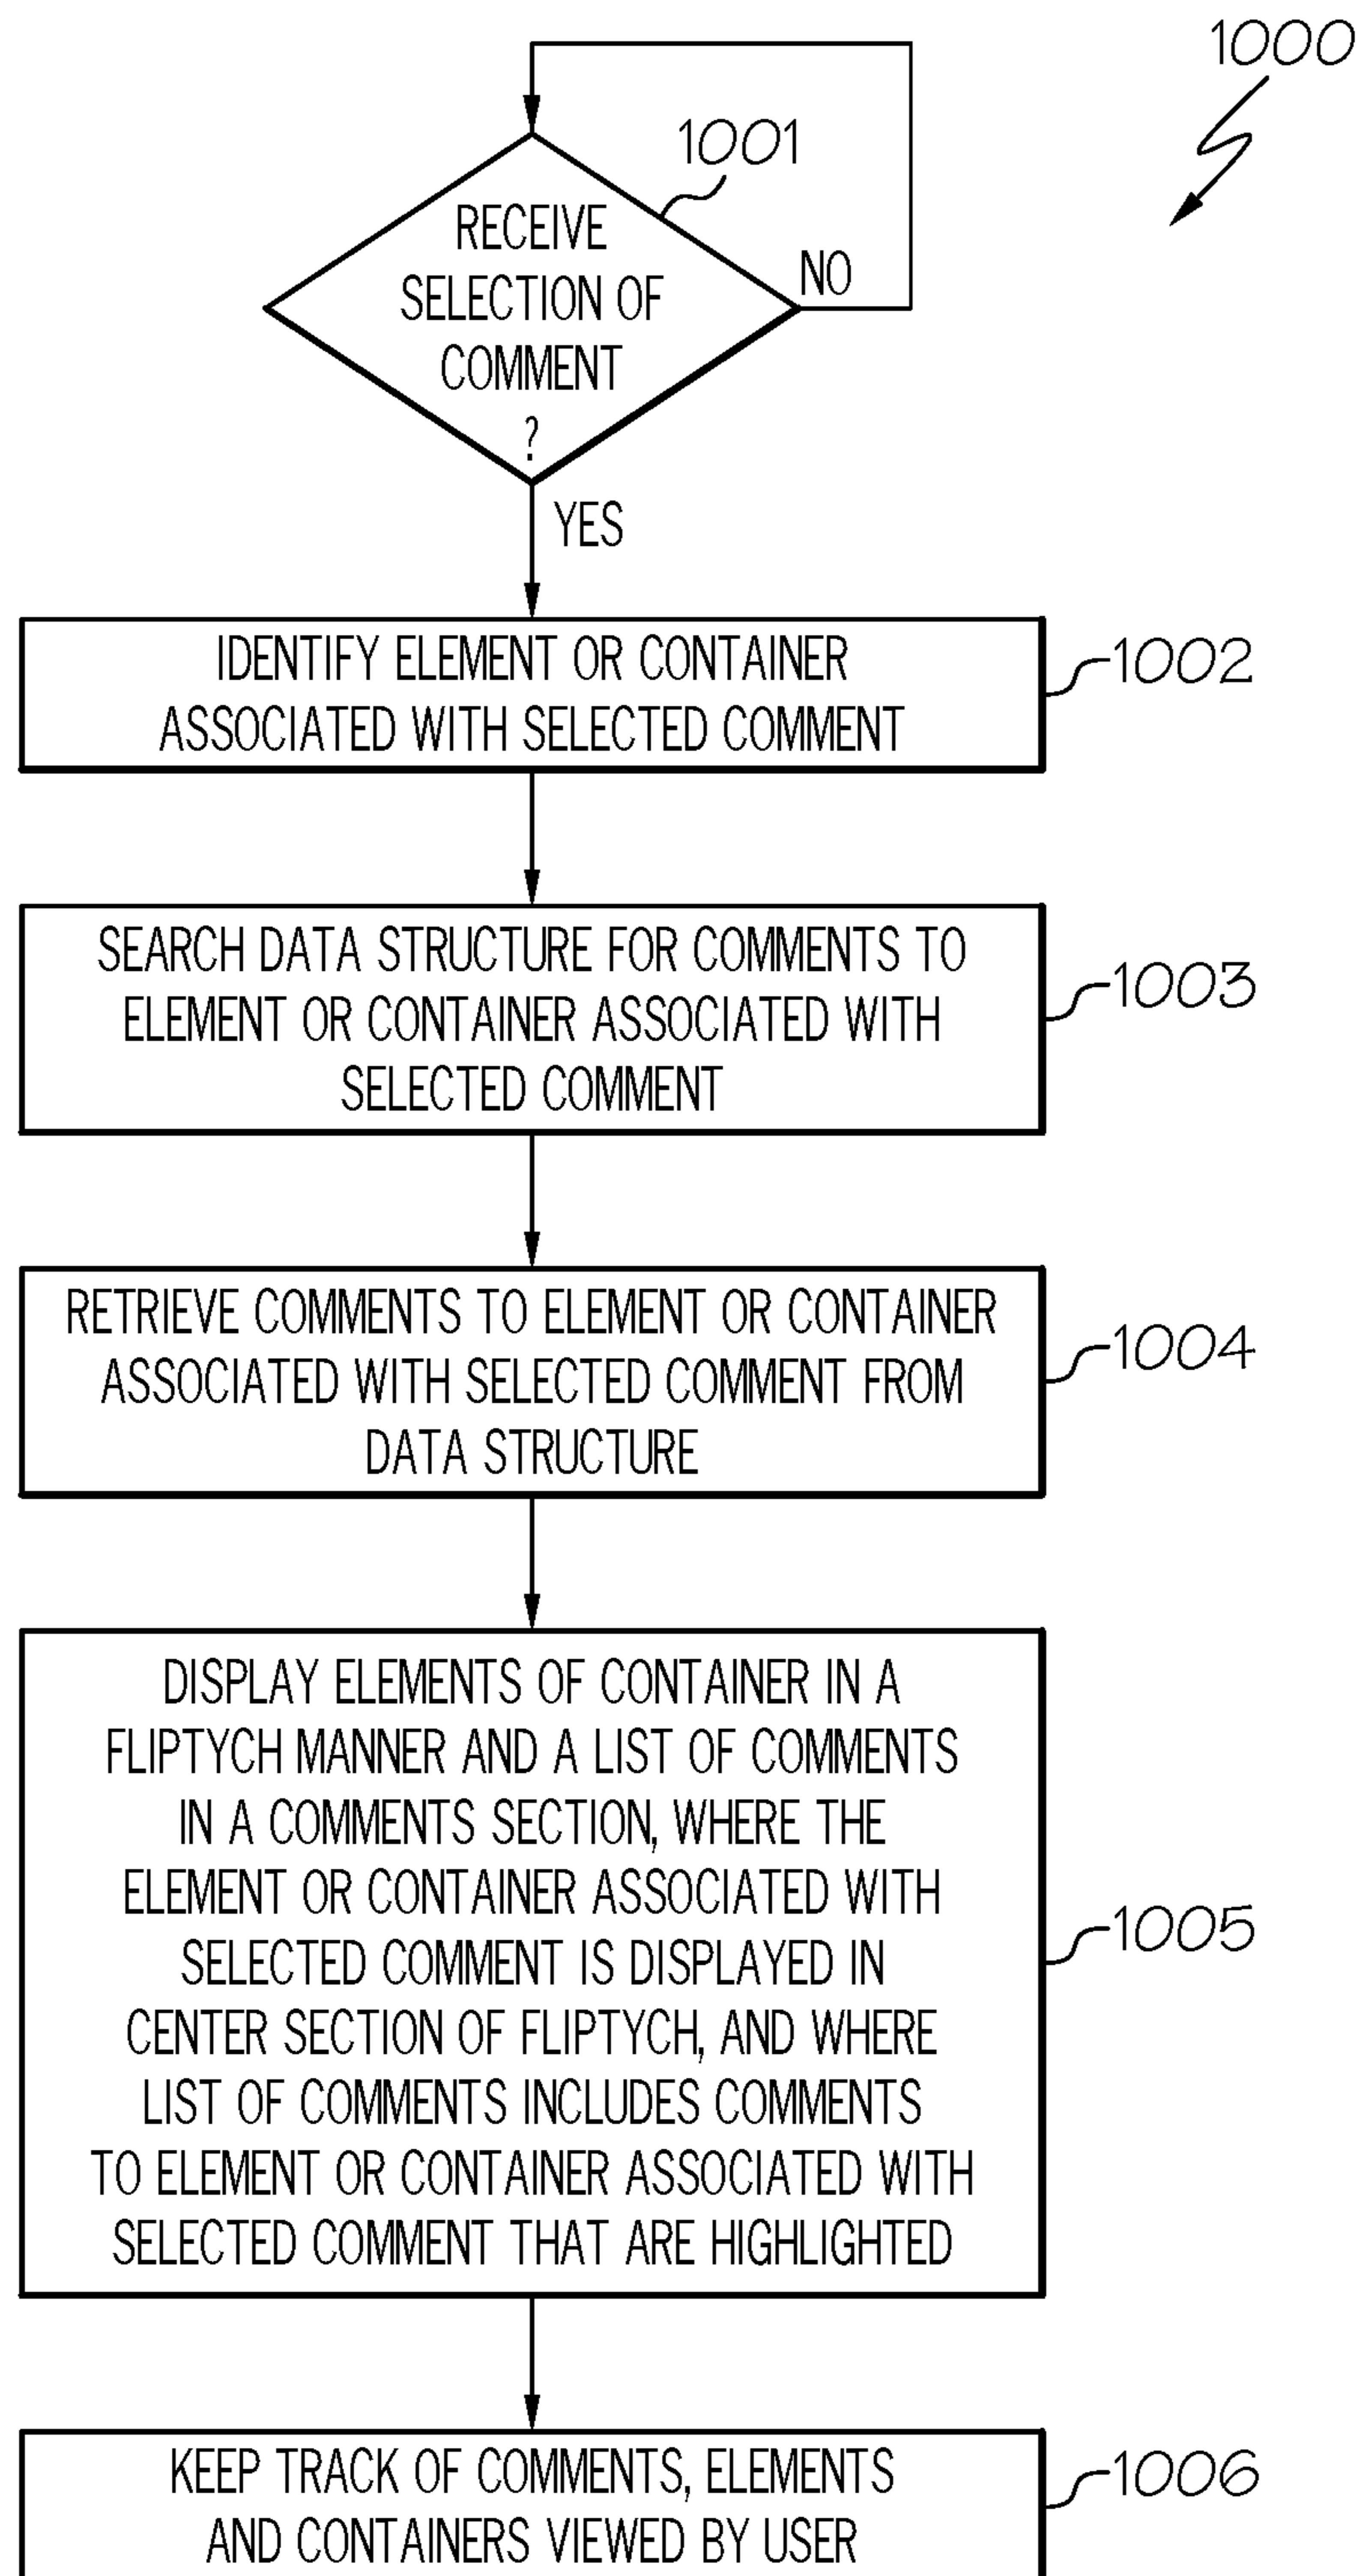 1000
1001
RECEIVE
SELECTION OF
COMMENT
?
NO
YES
IDENTIFY ELEMENT OR CONTAINER
ASSOCIATED WITH SELECTED COMMENT
1002
SEARCH DATA STRUCTURE FOR COMMENTS TO
ELEMENT OR CONTAINER ASSOCIATED WITH
SELECTED COMMENT
1003
RETRIEVE COMMENTS TO ELEMENT OR CONTAINER
ASSOCIATED WITH SELECTED COMMENT FROM
DATA STRUCTURE
1004
DISPLAY ELEMENTS OF CONTAINER IN A
FLIPTYCH MANNER AND A LIST OF COMMENTS
IN A COMMENTS SECTION, WHERE THE
ELEMENT OR CONTAINER ASSOCIATED WITH
SELECTED COMMENT IS DISPLAYED IN
CENTER SECTION OF FLIPTYCH, AND WHERE
LIST OF COMMENTS INCLUDES COMMENTS
TO ELEMENT OR CONTAINER ASSOCIATED WITH
SELECTED COMMENT THAT ARE HIGHLIGHTED
1005
KEEP TRACK OF COMMENTS, ELEMENTS
AND CONTAINERS VIEWED BY USER
1006